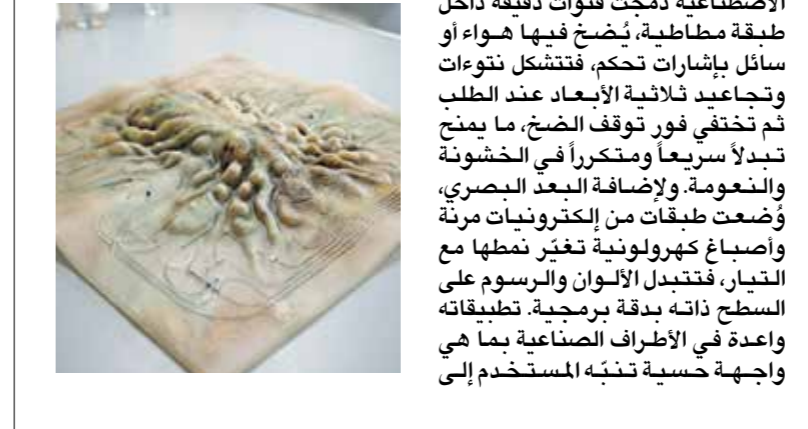 الاصطناعية دمجت قنوات دقيقة داخل
طبقة مطاطية، يُضخ فيها هواء أو
سائل بإشارات تحكم، فتتشكل نتوءات
وتجاعيد ثلاثية الأبعاد عند الطلب
ثم تختفي فور توقف الضخ، ما يمنح
تبدلاً سريعاً ومتكرراً في الخشونة
والنعومة. ولإضافة البعد البصري،
وُضعت طبقات من إلكترونيات مرنة
وأصباغ كهرولونية تغيّر نمطها مع
التيار، فتتبدل الألوان والرسوم على
السطح ذاته بدقة برمجية. تطبيقاته
واعدة في الأطراف الصناعية بما هي
واجهة حسية تنبّه المستخدم إلى